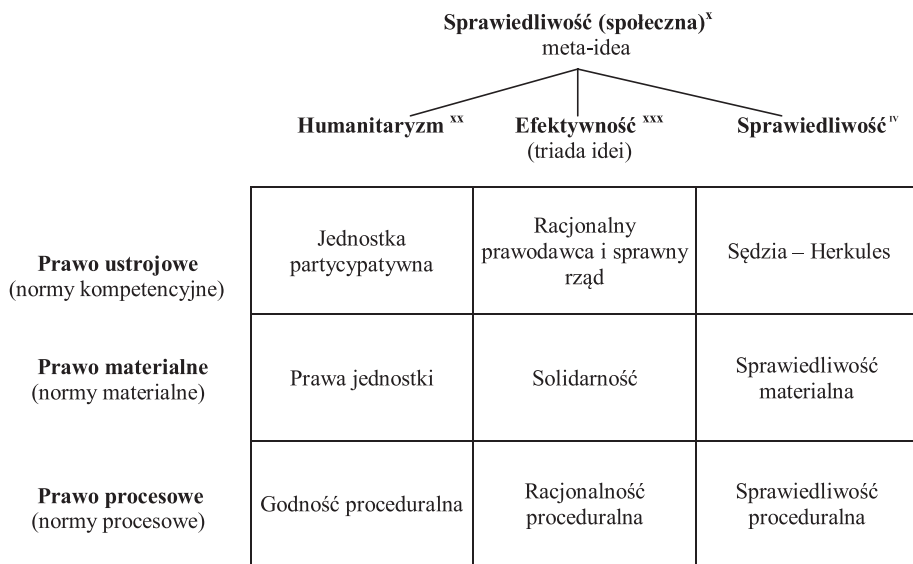 Sprawiedliwość (społeczna)ˣ
meta-idea
Humanitaryzm ˣˣ
Efektywność ˣˣˣ
(triada idei)
Sprawiedliwość ᴵⱽ
Prawo ustrojowe
(normy kompetencyjne)
Jednostka
partycypatywna
Racjonalny
prawodawca i sprawny
rząd
Sędzia – Herkules
Prawo materialne
(normy materialne)
Prawa jednostki
Solidarność
Sprawiedliwość
materialna
Prawo procesowe
(normy procesowe)
Godność proceduralna
Racjonalność
proceduralna
Sprawiedliwość
proceduralna